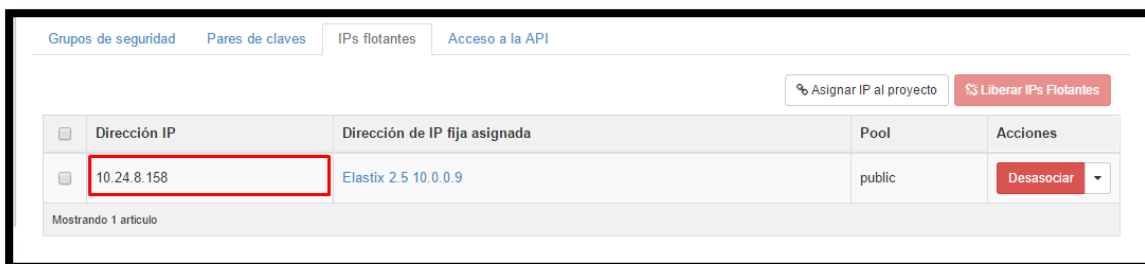 Grupos de seguridad Pares de claves IPs flotantes Acceso a la API
Asignar IP al proyecto Liberar IPs Flotantes
Dirección IP Dirección de IP fija asignada Pool Acciones
10.24.8.158 Elastix 2.5 10.0.0.9 public Desasociar
Mostrando 1 articulo